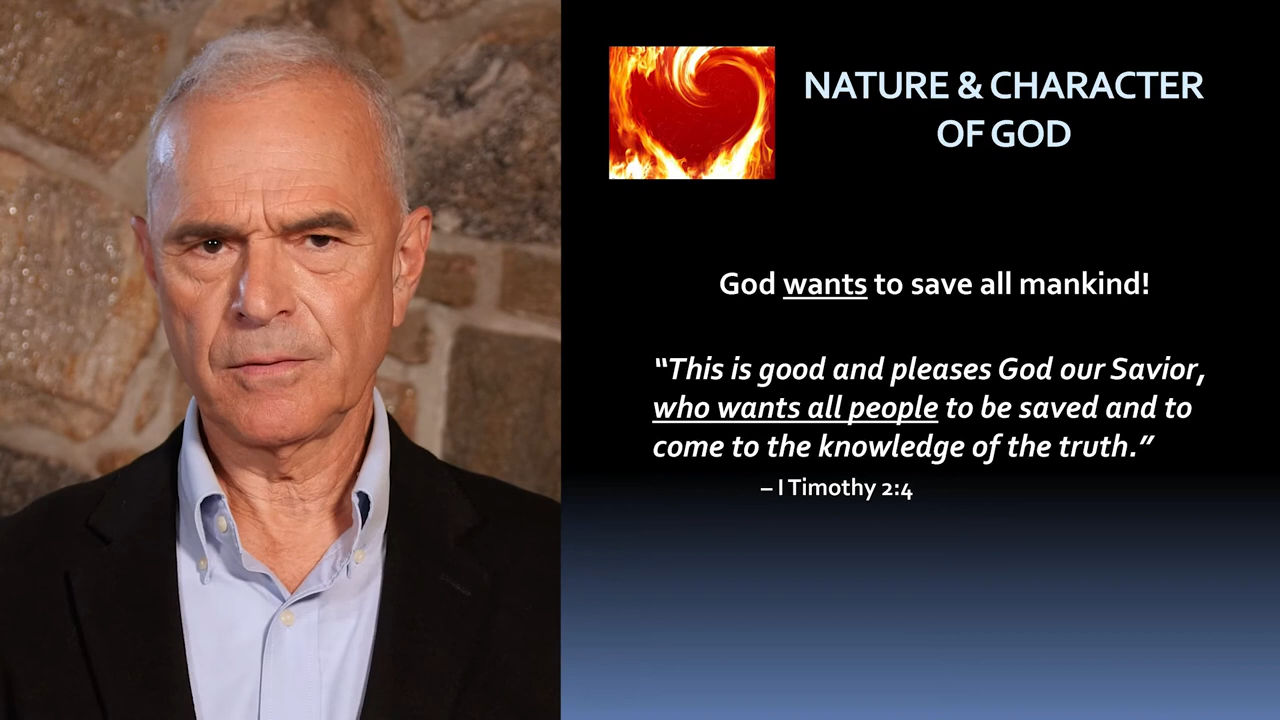 NATURE & CHARACTER
OF GOD
God wants to save all mankind!
“This is good and pleases God our Savior,
who wants all people to be saved and to
come to the knowledge of the truth.”
– I Timothy 2:4